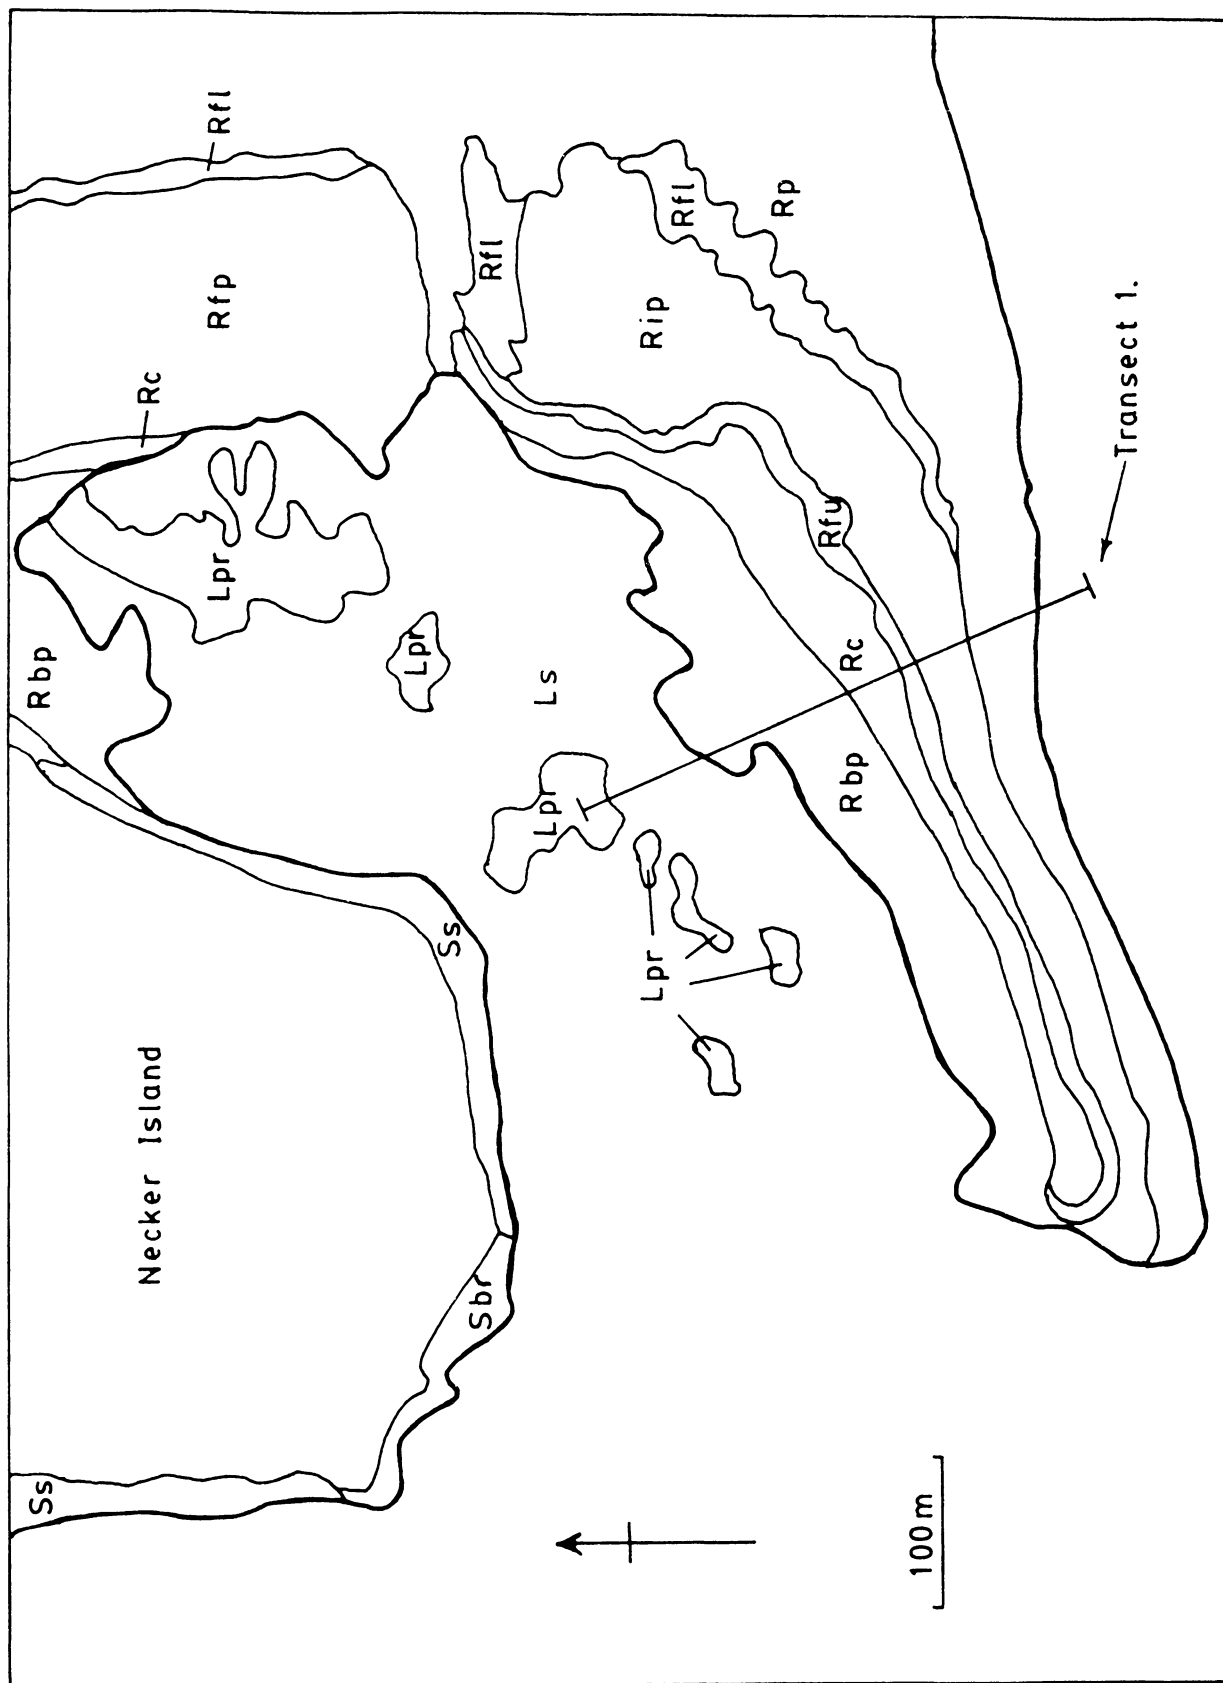 Ss
Rbp
Necker Island
Rc
Lpr
Rfp
Rfl
Lpr
Ss
Sbr
Rfl
Lpr
Ls
Lpr
Rip
Rfl
Rp
Rfu
Rbp
Rc
100m
Transect 1.